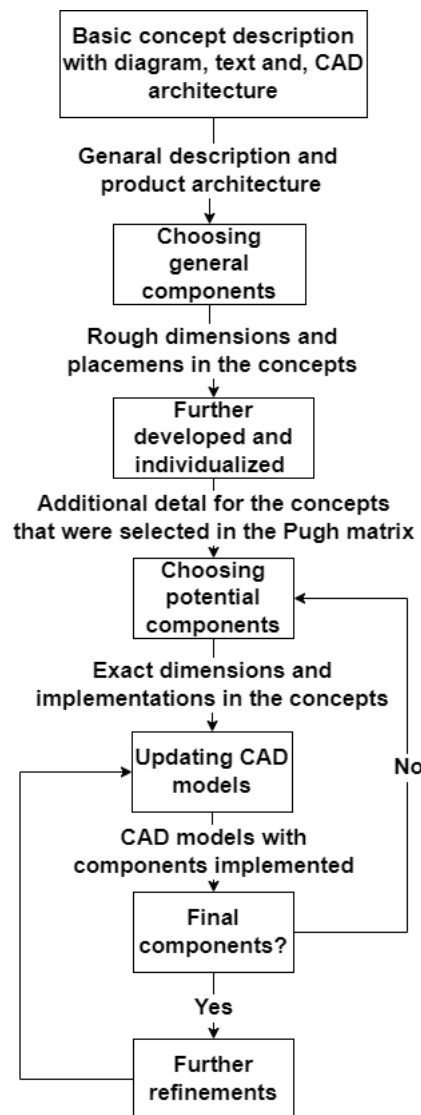 Basic concept description
with diagram, text and, CAD
architecture
Genaral description and
product architecture
Choosing
general
components
Rough dimensions and
placemens in the concepts
Further
developed and
individualized
Additional detal for the concepts
that were selected in the Pugh matrix
Choosing
potential
components
Exact dimensions and
implementations in the concepts
Updating CAD
models
No
CAD models with
components implemented
Final
components?
Yes
Further
refinements